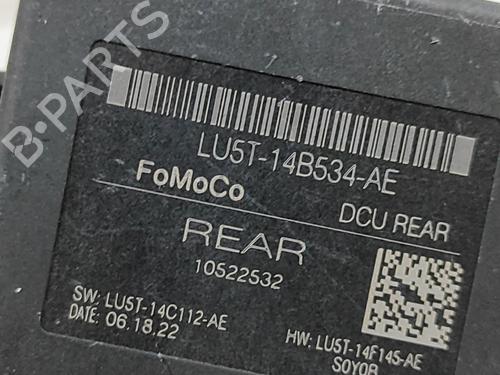 B-PARTS
LU5T-14B534-AE
FoMoCo
DCU REAR
REAR
10522532
SW: LU5T-14C112-AE
DATE: 06.18.22
HW: LU5T-14F145-AE